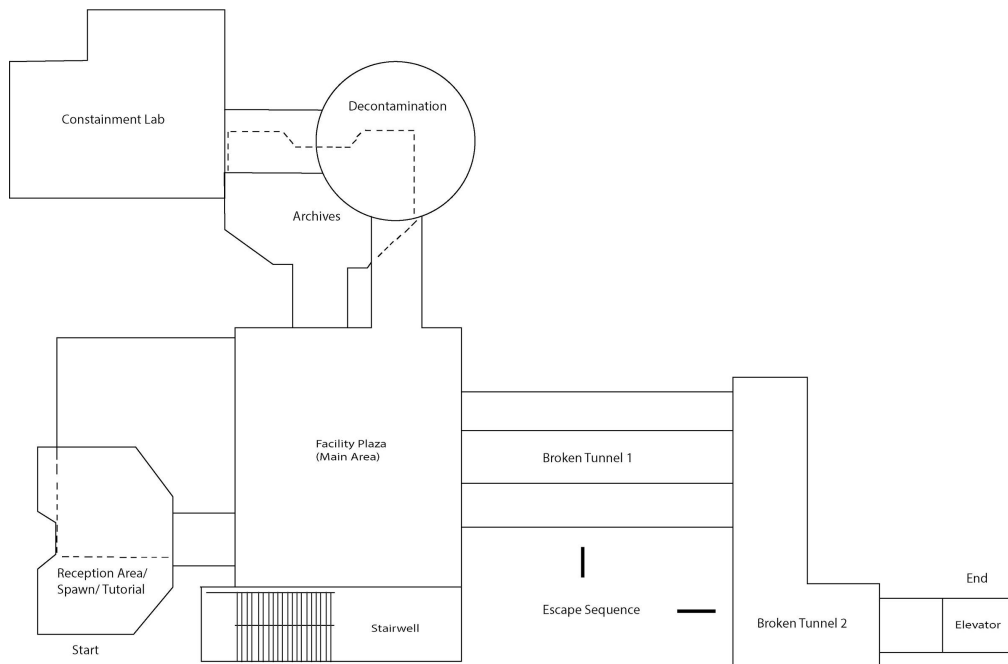 Decontamination
Constainment Lab
Archives
Facility Plaza
(Main Area)
Broken Tunnel 1
Reception Area/
Spawn/ Tutorial
Start
Stairwell
Escape Sequence
Broken Tunnel 2
End
Elevator